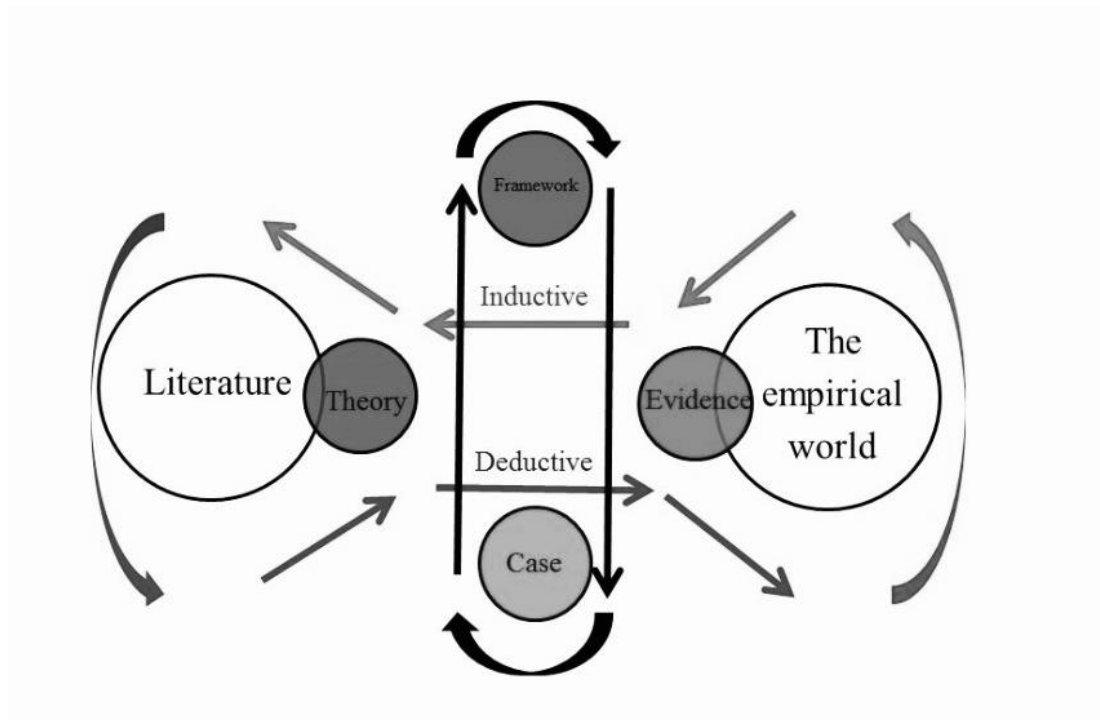 Framework
Inductive
Literature
Theory
Evidence
The
empirical
world
Deductive
Case